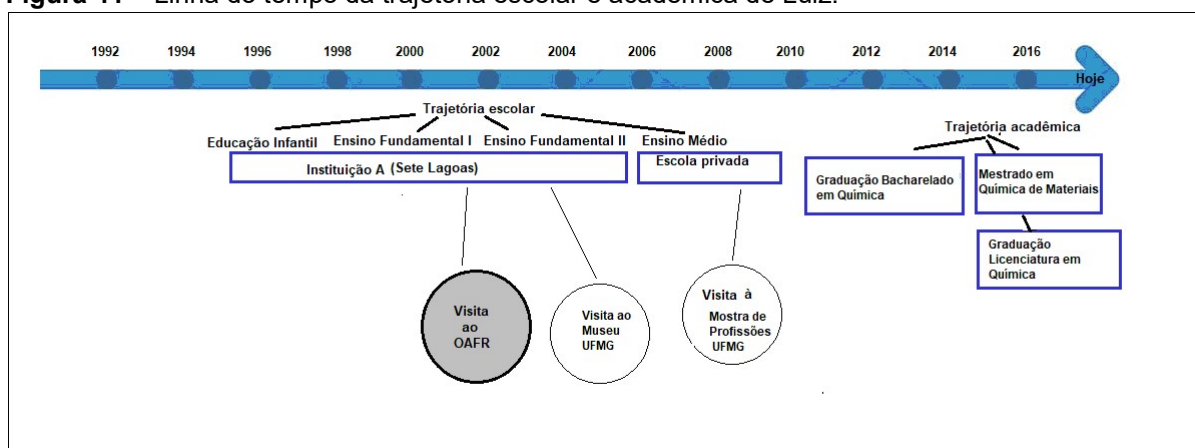 Figura 11 – Linha do tempo da trajetória escolar e acadêmica de Luiz.
1992 1994 1996 1998 2000 2002 2004 2006 2008 2010 2012 2014 2016
Hoje
Trajetória escolar
Educação Infantil Ensino Fundamental I Ensino Fundamental II Ensino Médio
Instituição A (Sete Lagoas)
Escola privada
Trajetória acadêmica
Graduação Bacharelado
em Química
Mestrado em
Química de Materiais
Graduação
Licenciatura em
Química
Visita
ao
OAFR
Visita ao
Museu
UFMG
Visita à
Mostra de
Profissões
UFMG